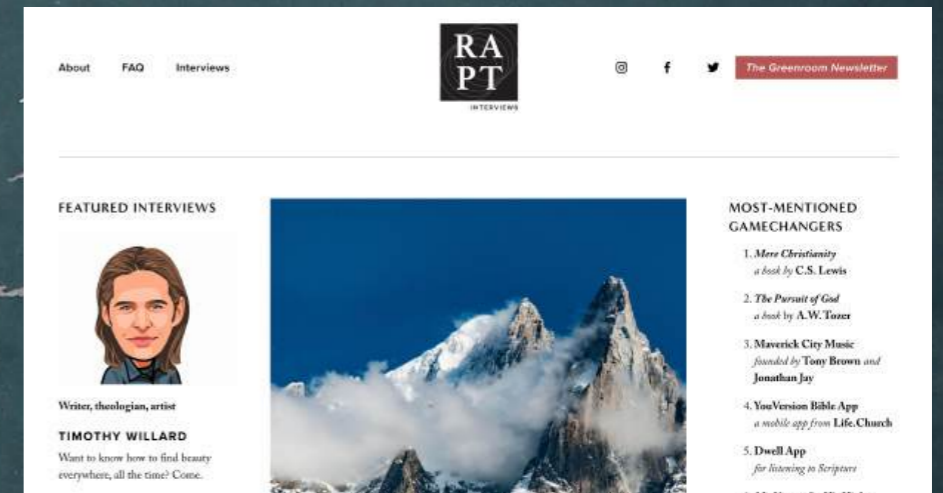 About FAQ Interviews
RA
PT
INTERVIEWS
The Greenroom Newsletter
FEATURED INTERVIEWS
Writer, theologian, artist
TIMOTHY WILLARD
Want to know how to find beauty
everywhere, all the time? Come.
MOST-MENTIONED
GAMECHANGERS
1. Mere Christianity
a book by C.S. Lewis
2. The Pursuit of God
a book by A.W. Tozer
3. Maverick City Music
founded by Tony Brown and
Jonathan Jay
4. YouVersion Bible App
a mobile app from Life.Church
5. Dwell App
for listening to Scripture